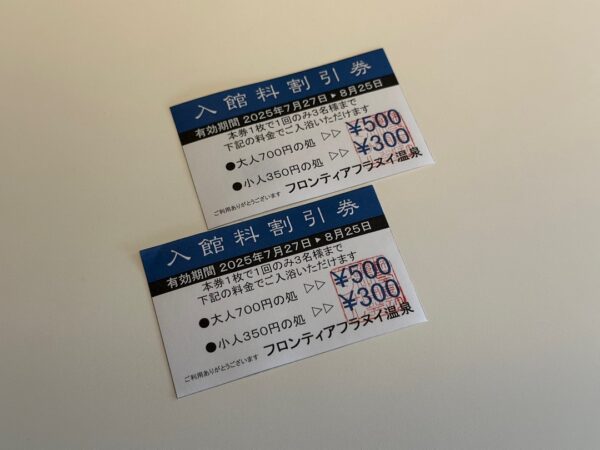 入館料割引券
有効期間 2025年7月27日▶8月25日
本券1枚で1回のみ3名様まで
下記の料金でご入浴いただけます
●大人700円の処 ▷▷ ¥500
●小人350円の処 ▷▷ ¥300
ご利用ありがとうございます フロンティアフラヌイ温泉
入館料割引券
有効期間 2025年7月27日▶8月25日
本券1枚で1回のみ3名様まで
下記の料金でご入浴いただけます
●大人700円の処 ▷▷ ¥500
●小人350円の処 ▷▷ ¥300
ご利用ありがとうございます フロンティアフラヌイ温泉